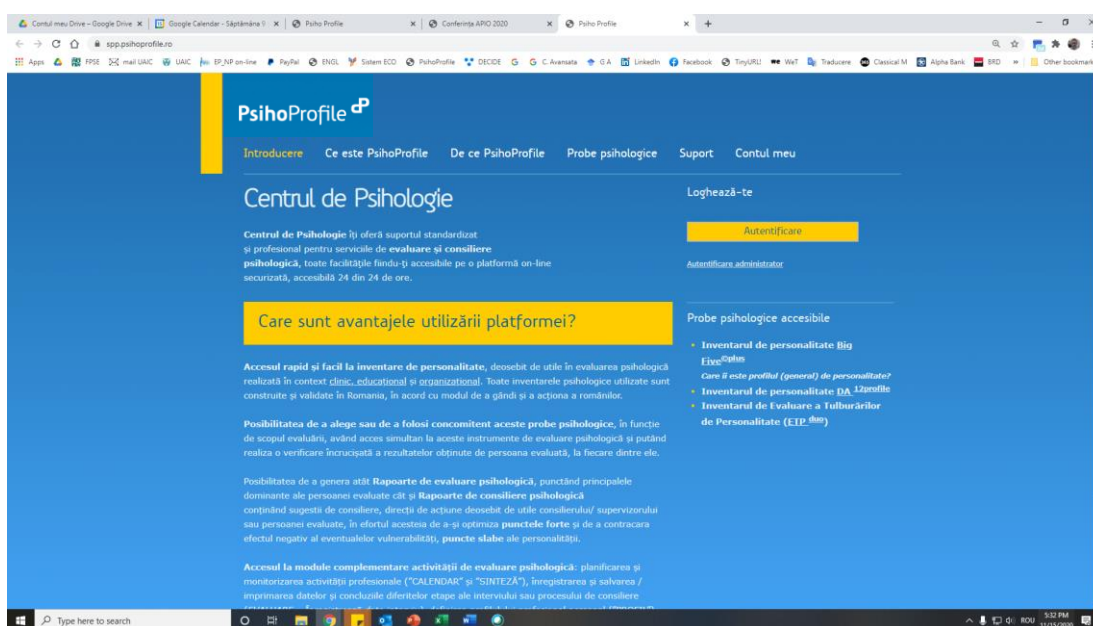 Contul meu Drive – Google Drive
Google Calendar – Săptămâna 9
Psiho Profile
Conferința APIO 2020
Psiho Profile
spp.psihoprofile.ro
Apps
FPSE
mail UAIC
UAIC
EP_NP on-line
PayPal
ENGL
Sistem ECO
PsihoProfile
DECIDE
G
C. Avansata
G A
LinkedIn
Facebook
TinyURL!
WeT
Traducere
Classical M
Alpha Bank
BRD
Other bookmark
PsihoProfile
Introducere Ce este PsihoProfile De ce PsihoProfile Probe psihologice Suport Contul meu
Centrul de Psihologie
Centrul de Psihologie îți oferă suportul standardizat
și profesional pentru serviciile de evaluare și consiliere
psihologică, toate facilitățile fiindu-ți accesibile pe o platformă on-line
securizată, accesibilă 24 din 24 de ore.
Care sunt avantajele utilizării platformei?
Accesul rapid și facil la inventare de personalitate, deosebit de utile în evaluarea psihologică
realizată în context clinic, educațional și organizational. Toate inventarele psihologice utilizate sunt
construite și validate în Romania, în acord cu modul de a gândi și a acționa a românilor.
Posibilitatea de a alege sau de a folosi concomitent aceste probe psihologice, în funcție
de scopul evaluării, având acces simultan la aceste instrumente de evaluare psihologică și putând
realiza o verificare încrucișată a rezultatelor obținute de persoana evaluată, la fiecare dintre ele.
Posibilitatea de a genera atât Rapoarte de evaluare psihologică, punctând principalele
dominante ale persoanei evaluate cât și Rapoarte de consiliere psihologică
conținând sugestii de consiliere, direcții de acțiune deosebit de utile consilierului/ supervizorului
sau persoanei evaluate, în efortul acesteia de a-și optimiza punctele forte și de a contracara
efectul negativ al eventualelor vulnerabilități, puncte slabe ale personalității.
Accesul la module complementare activității de evaluare psihologică: planificarea și
monitorizarea activității profesionale ("CALENDAR" și "SINTEZĂ"), înregistrarea și salvarea /
imprimarea datelor și concluziile diferitelor etape ale interviului sau procesului de consiliere
Loghează-te
Autentificare
Autentificare administrator
Probe psihologice accesibile
Inventarul de personalitate Big
Five©plus
Care îi este profilul (general) de personalitate?
Inventarul de personalitate DA 12profile
Inventarul de Evaluare a Tulburărilor
de Personalitate (ETP duo)
Type here to search
ROU
5:32 PM
11/15/2020